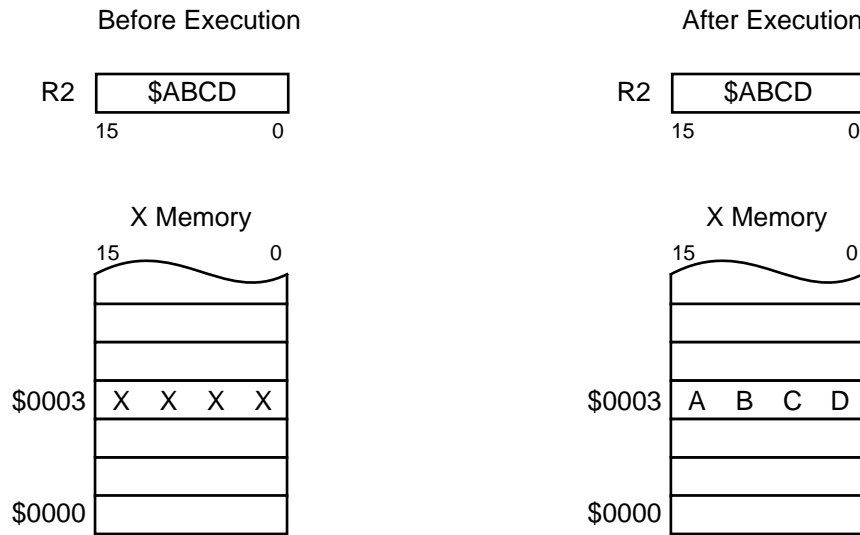 Before Execution After Execution
R2 $ABCD R2 $ABCD
15 0 15 0
X Memory X Memory
15 0 15 0
$0003 X X X X $0003 A B C D
$0000 $0000